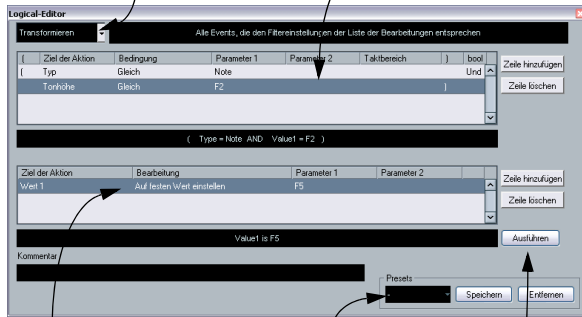 Logical-Editor
Transformieren
Alle Events, die den Filtereinstellungen der Liste der Bearbeitungen entsprechen
( Ziel der Aktion Bedingung Parameter 1 Parameter 2 Taktbereich ) bool
( Typ Gleich Note Und
Tonhöhe Gleich F2 )
Zeile hinzufügen
Zeile löschen
( Type = Note AND Value1 = F2 )
Ziel der Aktion Bearbeitung Parameter 1 Parameter 2
Wert 1 Auf festen Wert einstellen F5
Zeile hinzufügen
Zeile löschen
Value1 is F5
Ausführen
Kommentar
Presets
-
Speichern
Entfernen